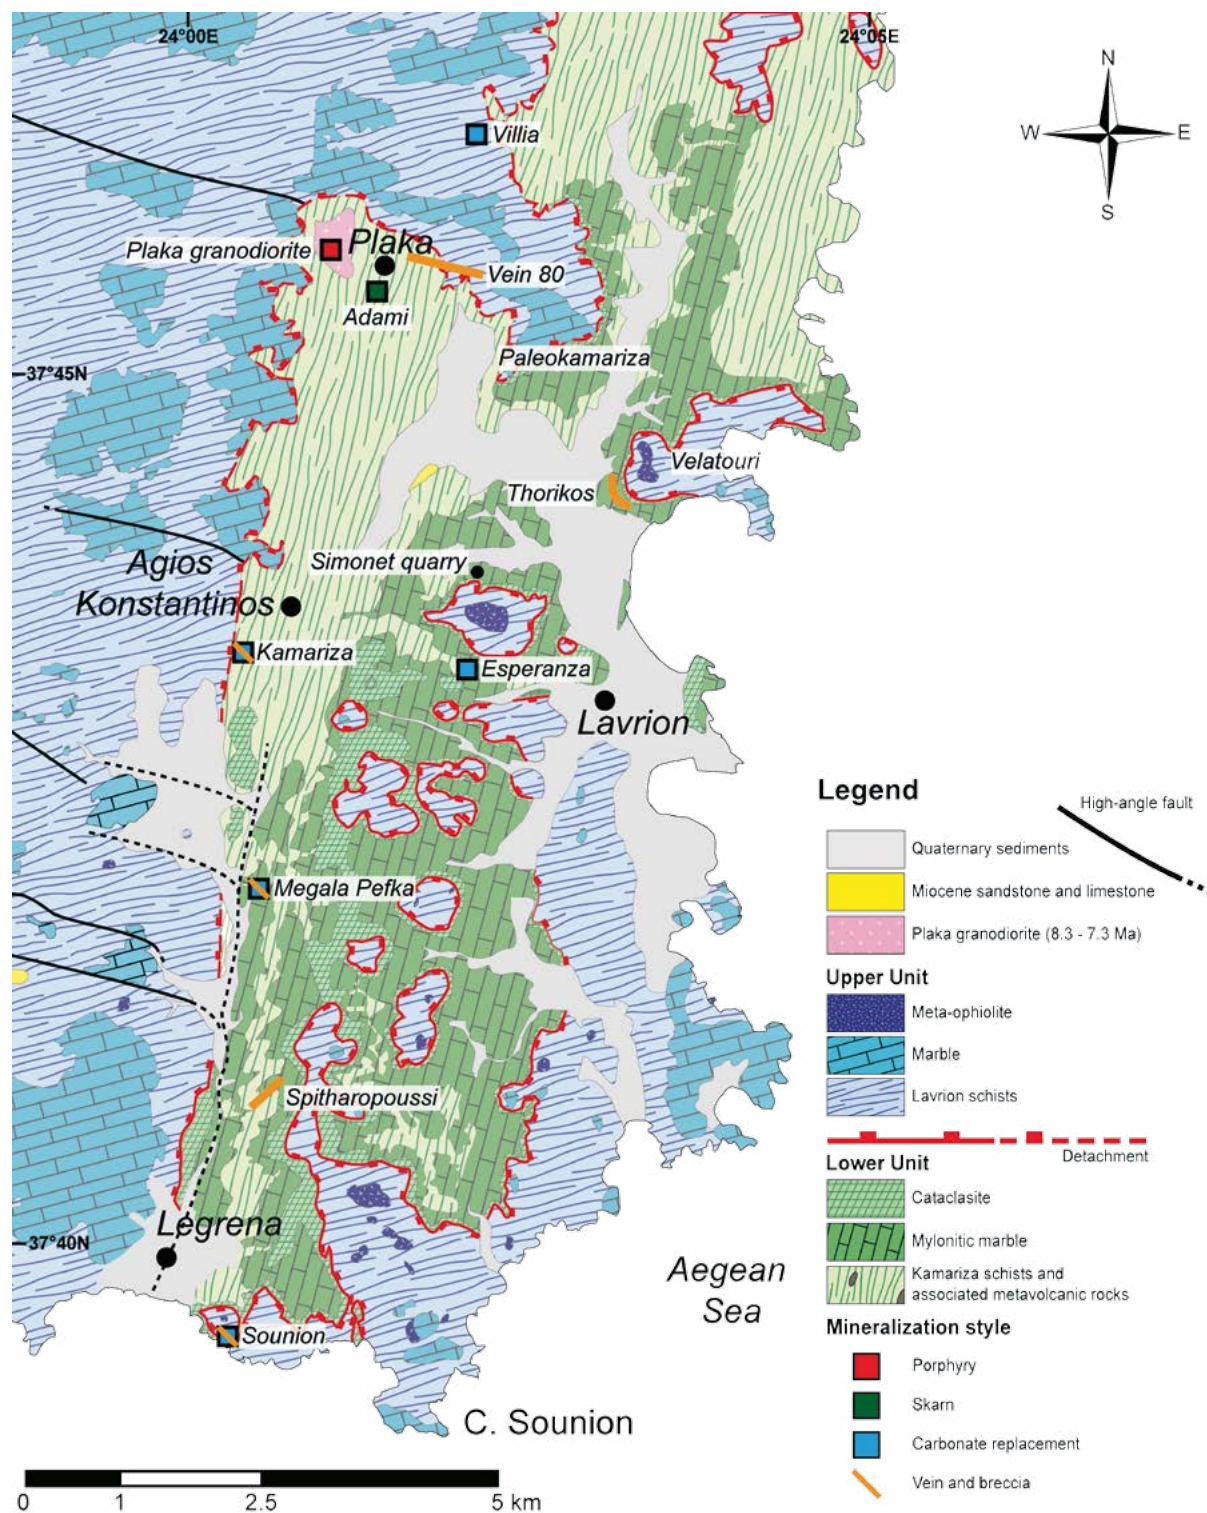 24°00E
24°05E
N
W
E
S
Villia
Plaka granodiorite
Plaka
Vein 80
Adami
Paleokamariza
37°45N
Velatouri
Thorikos
Simonet quarry
Agios
Konstantinos
Kamariza
Esperanza
Lavrion
Megala Pefka
Spitharopoussi
Legrena
37°40N
Sounion
Aegean
Sea
C. Sounion
0
1
2.5
5 km
Legend
High-angle fault
Quaternary sediments
Miocene sandstone and limestone
Plaka granodiorite (8.3 - 7.3 Ma)
Upper Unit
Meta-ophiolite
Marble
Lavrion schists
Detachment
Lower Unit
Cataclasite
Mylonitic marble
Kamariza schists and
associated metavolcanic rocks
Mineralization style
Porphyry
Skarn
Carbonate replacement
Vein and breccia